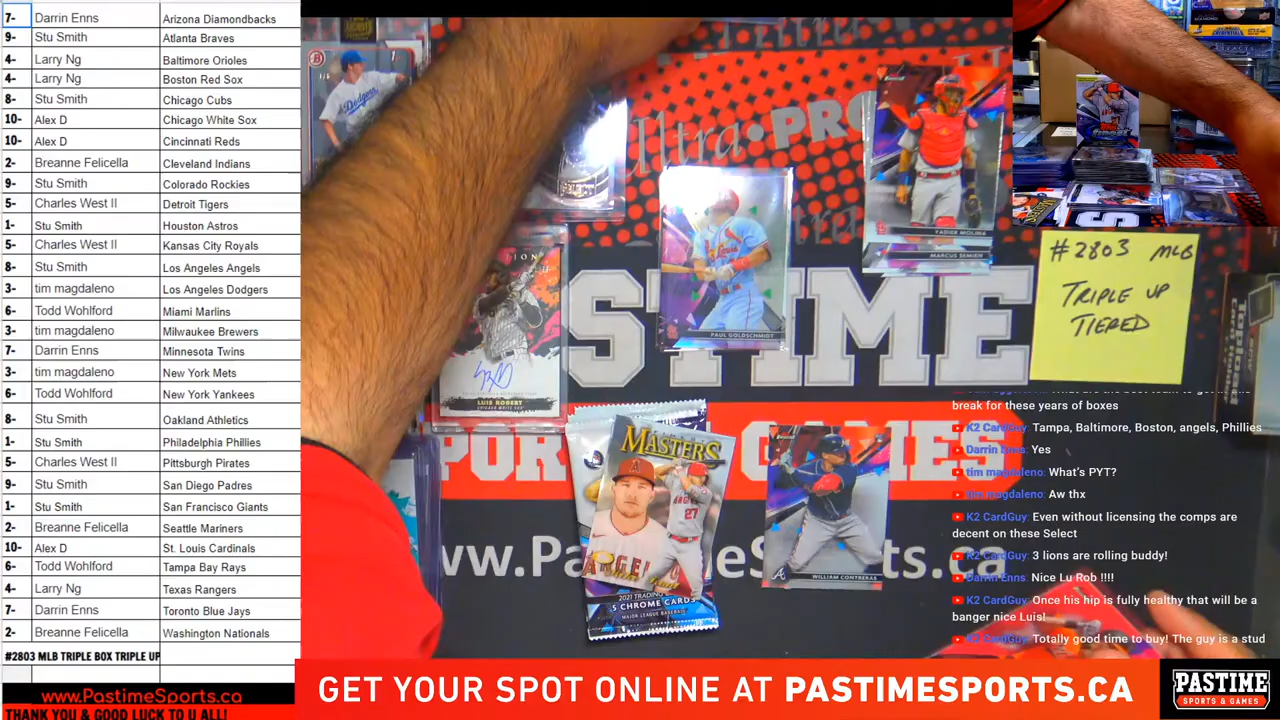 7- Darrin Enns Arizona Diamondbacks
9- Stu Smith Atlanta Braves
4- Larry Ng Baltimore Orioles
4- Larry Ng Boston Red Sox
8- Stu Smith Chicago Cubs
10- Alex D Chicago White Sox
10- Alex D Cincinnati Reds
2- Breanne Felicella Cleveland Indians
9- Stu Smith Colorado Rockies
5- Charles West II Detroit Tigers
1- Stu Smith Houston Astros
5- Charles West II Kansas City Royals
8- Stu Smith Los Angeles Angels
3- tim magdaleno Los Angeles Dodgers
6- Todd Wohlford Miami Marlins
3- tim magdaleno Milwaukee Brewers
7- Darrin Enns Minnesota Twins
3- tim magdaleno New York Mets
6- Todd Wohlford New York Yankees
8- Stu Smith Oakland Athletics
1- Stu Smith Philadelphia Phillies
5- Charles West II Pittsburgh Pirates
9- Stu Smith San Diego Padres
1- Stu Smith San Francisco Giants
2- Breanne Felicella Seattle Mariners
10- Alex D St. Louis Cardinals
6- Todd Wohlford Tampa Bay Rays
4- Larry Ng Texas Rangers
7- Darrin Enns Toronto Blue Jays
2- Breanne Felicella Washington Nationals
#2803 MLB TRIPLE BOX TRIPLE UP
www.PastimeSports.ca
THANK YOU & GOOD LUCK TO U ALL!
Dodgers
SELECT
PAUL GOLDSCHMIDT
YADIER MOLINA
MARCUS SEMIEN
LUIS ROBERT
CHICAGO WHITE SOX
MASTERS
27
2021 TRADING
5 CHROME CARDS
MAJOR LEAGUE BASEBALL
WILLIAM CONTRERAS
www.PastimeSports.ca
#2803 MLB
TRIPLE UP
TIERED
break for these years of boxes
K2 CardGuy: Tampa, Baltimore, Boston, angels, Phillies
Darrin Enns: Yes
tim magdaleno: What's PYT?
tim magdaleno: Aw thx
K2 CardGuy: Even without licensing the comps are
decent on these Select
K2 CardGuy: 3 lions are rolling buddy!
Darrin Enns: Nice Lu Rob !!!!
K2 CardGuy: Once his hip is fully healthy that will be a
banger nice Luis!
K2 CardGuy: Totally good time to buy! The guy is a stud
GET YOUR SPOT ONLINE AT PASTIMESPORTS.CA
PASTIME
SPORTS & GAMES